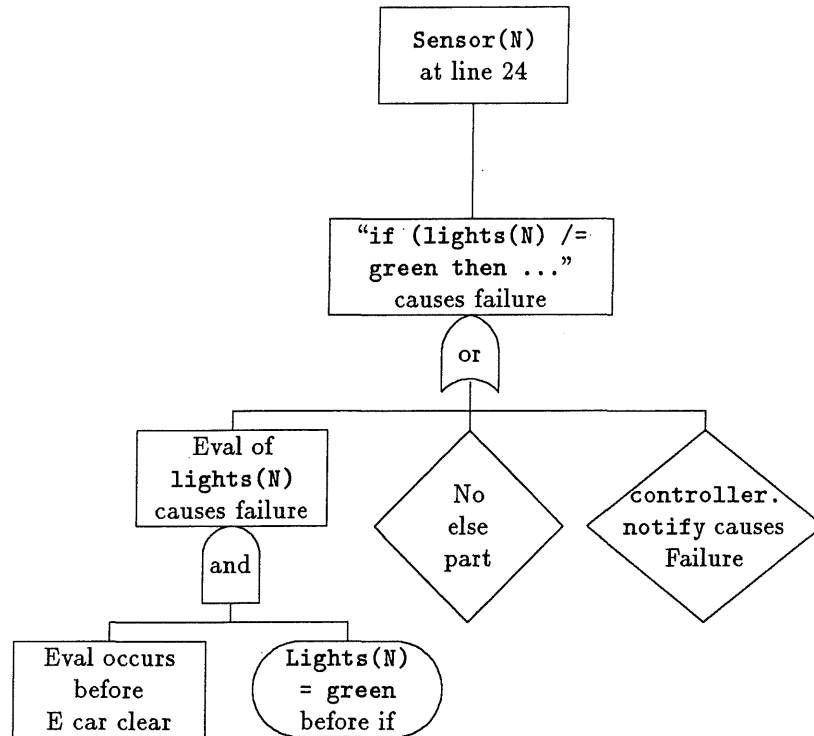 Sensor(N)
at line 24
“if (lights(N) /=
green then ...”
causes failure
or
Eval of
lights(N)
causes failure
No
else
part
controller.
notify causes
Failure
and
Eval occurs
before
E car clear
Lights(N)
= green
before if